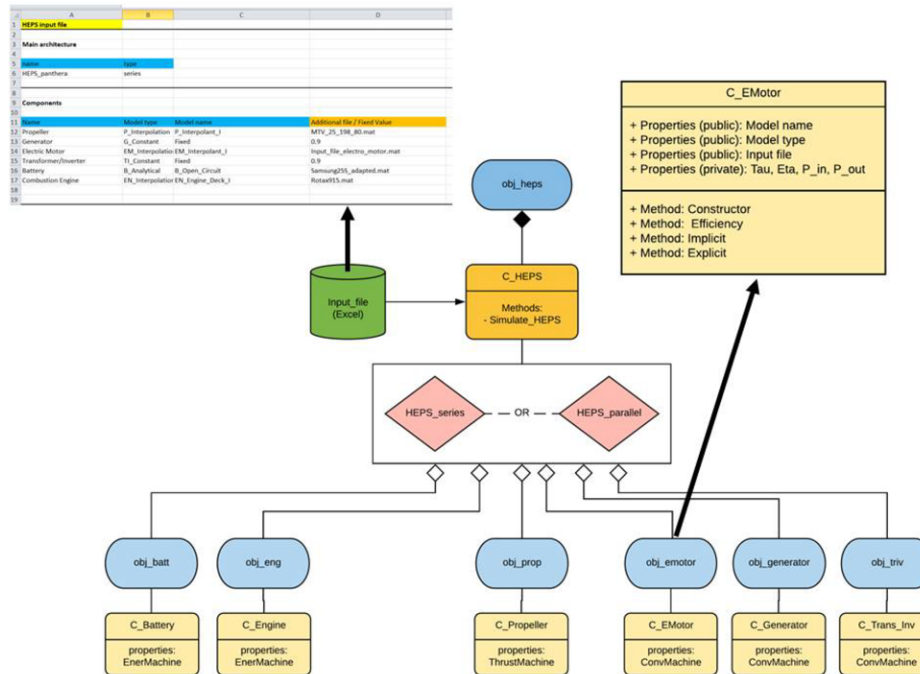 A B C D
1 HEPS input file
2
3 Main architecture
4
5 name type
6 HEPS_panthera series
7
8
9 Components
10
11 Name Model type Model name Additional file / Fixed Value
12 Propeller P_Interpolation P_Interpolant_I MTV_25_198_80.mat
13 Generator G_Constant Fixed 0.9
14 Electric Motor EM_Interpolatio EM_Interpolant_I Input_file_electro_motor.mat
15 Transformer/Inverter TI_Constant Fixed 0.9
16 Battery B_Analytical B_Open_Circuit Samsung25S_adapted.mat
17 Combustion Engine EN_Interpolation EN_Engine_Deck_I Rotax915.mat
18
19
C_EMotor
+ Properties (public): Model name
+ Properties (public): Model type
+ Properties (public): Input file
+ Properties (private): Tau, Eta, P_in, P_out
+ Method: Constructor
+ Method: Efficiency
+ Method: Implicit
+ Method: Explicit
obj_heps
Input_file
(Excel)
C_HEPS
Methods:
- Simulate_HEPS
HEPS_series
OR
HEPS_parallel
obj_batt
obj_eng
obj_prop
obj_emotor
obj_generator
obj_triv
C_Battery
properties:
EnerMachine
C_Engine
properties:
EnerMachine
C_Propeller
properties:
ThrustMachine
C_EMotor
properties:
ConvMachine
C_Generator
properties:
ConvMachine
C_Trans_Inv
properties:
ConvMachine